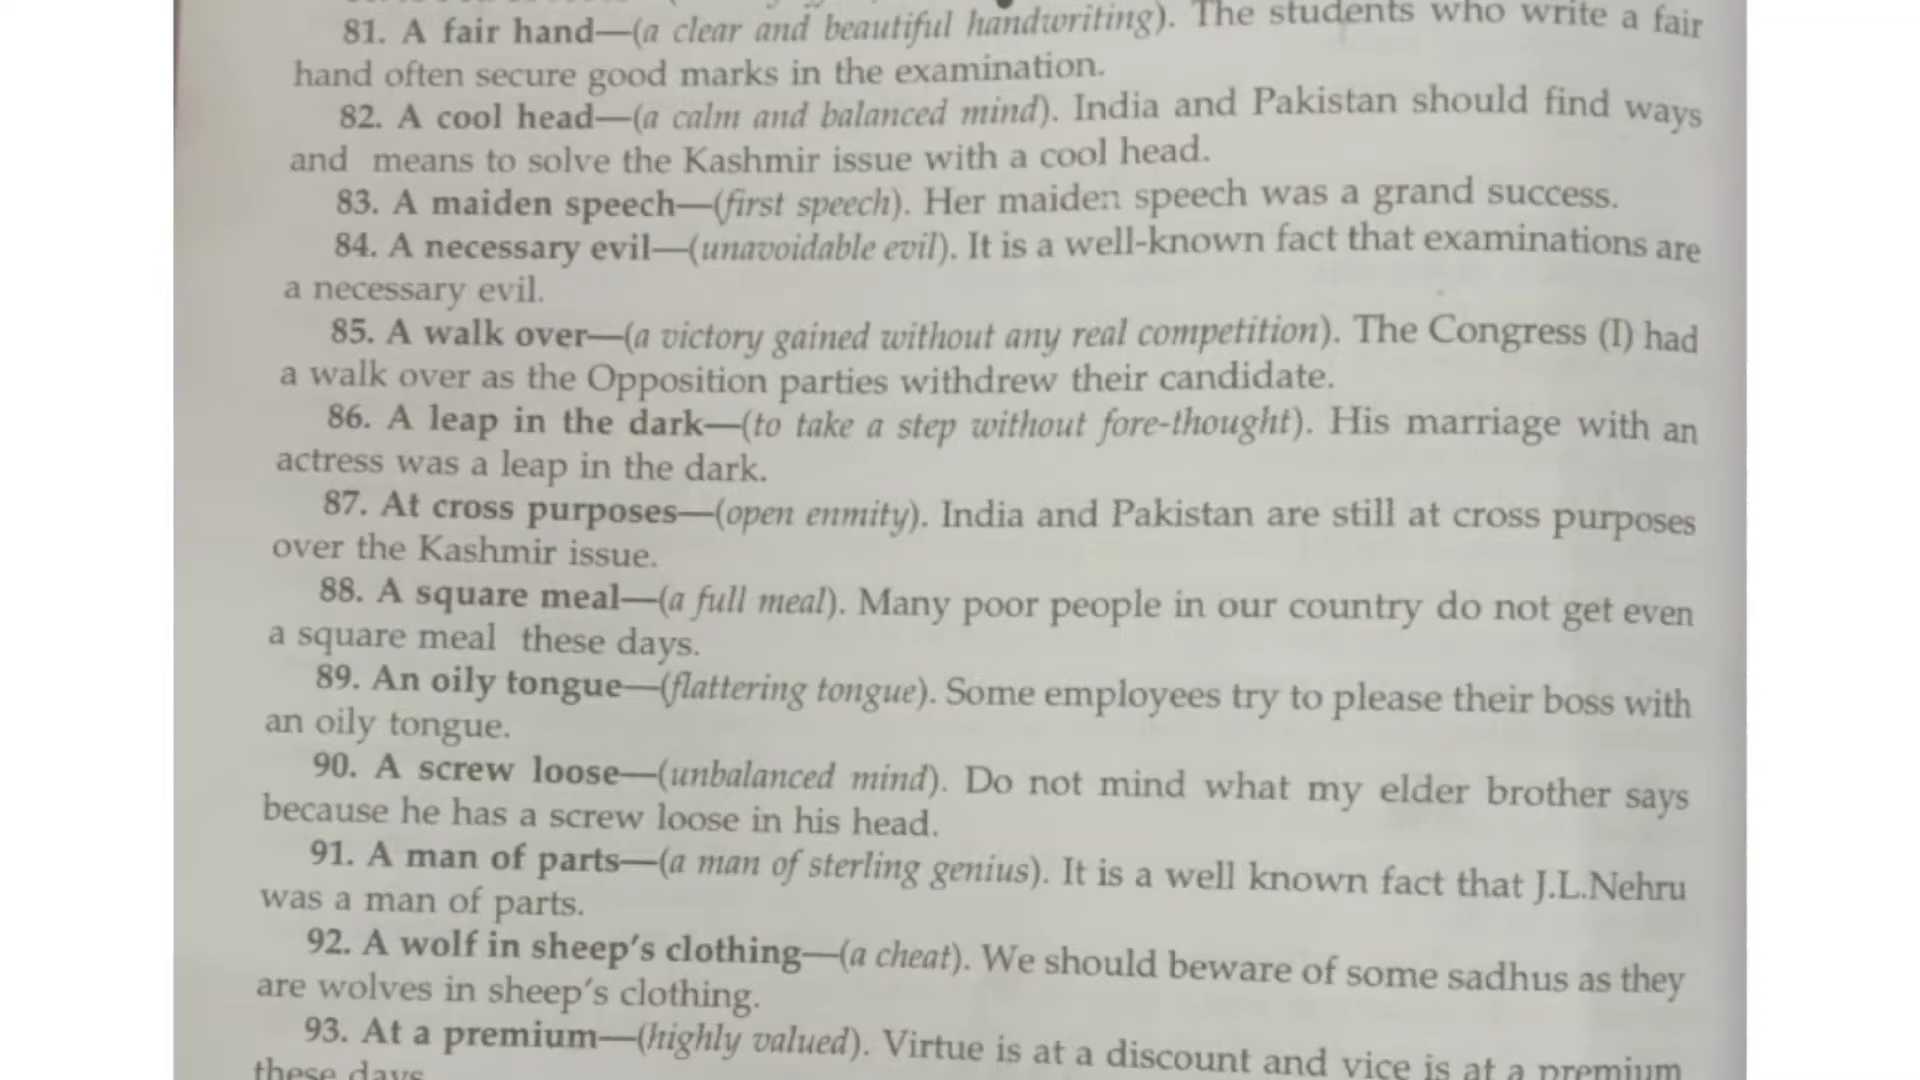 81. A fair hand—(a clear and beautiful handwriting). The students who write a fair
hand often secure good marks in the examination.
82. A cool head—(a calm and balanced mind). India and Pakistan should find ways
and means to solve the Kashmir issue with a cool head.
83. A maiden speech—(first speech). Her maiden speech was a grand success.
84. A necessary evil—(unavoidable evil). It is a well-known fact that examinations are
a necessary evil.
85. A walk over—(a victory gained without any real competition). The Congress (I) had
a walk over as the Opposition parties withdrew their candidate.
86. A leap in the dark—(to take a step without fore-thought). His marriage with an
actress was a leap in the dark.
87. At cross purposes—(open enmity). India and Pakistan are still at cross purposes
over the Kashmir issue.
88. A square meal—(a full meal). Many poor people in our country do not get even
a square meal these days.
89. An oily tongue—(flattering tongue). Some employees try to please their boss with
an oily tongue.
90. A screw loose—(unbalanced mind). Do not mind what my elder brother says
because he has a screw loose in his head.
91. A man of parts—(a man of sterling genius). It is a well known fact that J.L.Nehru
was a man of parts.
92. A wolf in sheep's clothing—(a cheat). We should beware of some sadhus as they
are wolves in sheep's clothing.
93. At a premium—(highly valued). Virtue is at a discount and vice is at a premium
these days